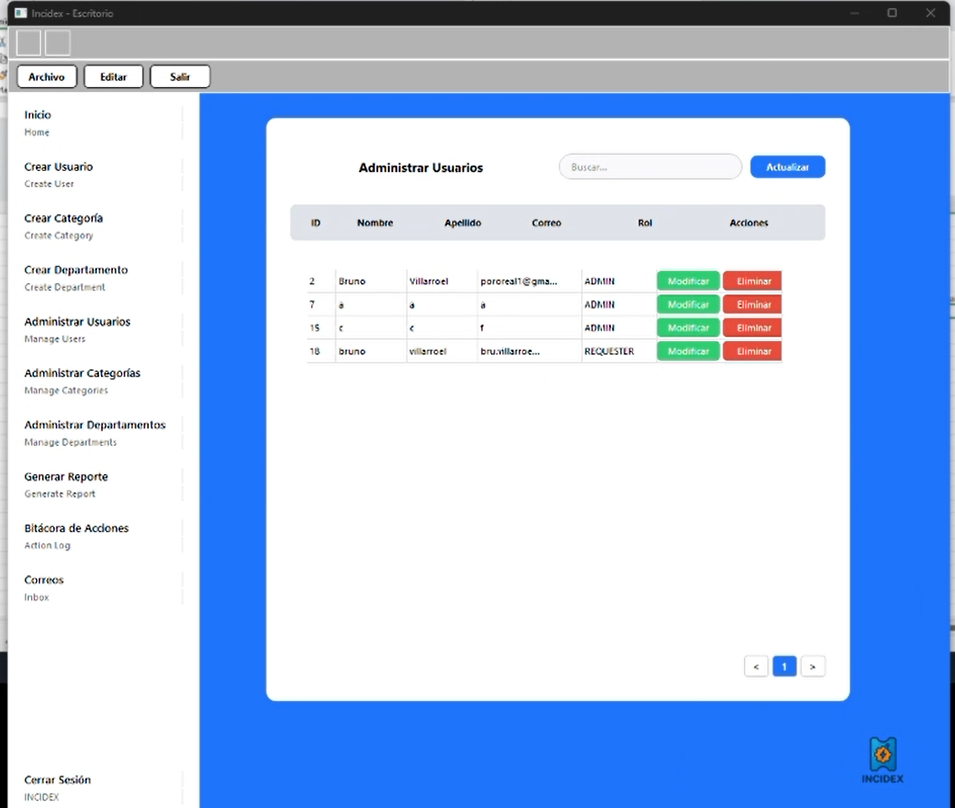 Incidex - Escritorio
Archivo Editar Salir
Inicio
Home
Crear Usuario
Create User
Crear Categoría
Create Category
Crear Departamento
Create Department
Administrar Usuarios
Manage Users
Administrar Categorías
Manage Categories
Administrar Departamentos
Manage Departments
Generar Reporte
Generate Report
Bitácora de Acciones
Action Log
Correos
Inbox
Cerrar Sesión
INCIDEX
Administrar Usuarios Buscar... Actualizar
ID Nombre Apellido Correo Rol Acciones
2 Bruno Villarroel pororeal1@gma... ADMIN Modificar Eliminar
7 a a a ADMIN Modificar Eliminar
15 c c f ADMIN Modificar Eliminar
18 bruno villarroel bru.villarroe... REQUESTER Modificar Eliminar
< 1 >
INCIDEX